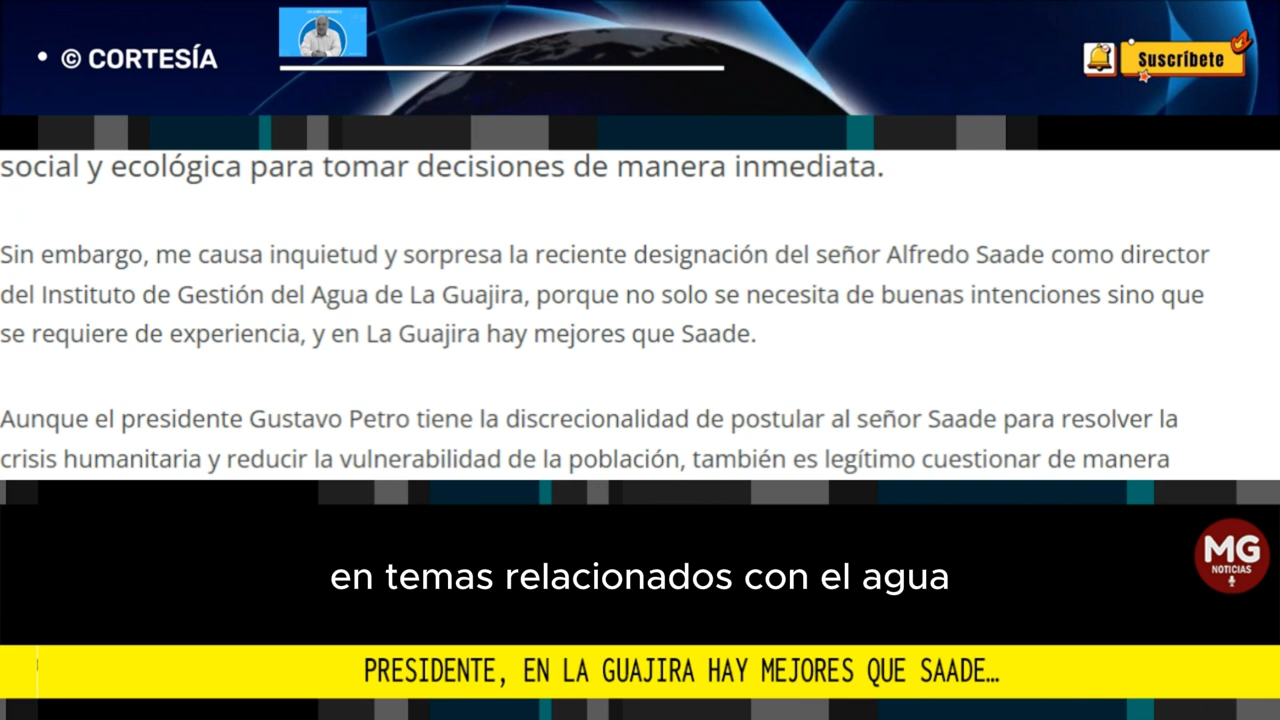 • © CORTESÍA
Suscríbete
social y ecológica para tomar decisiones de manera inmediata.
Sin embargo, me causa inquietud y sorpresa la reciente designación del señor Alfredo Saade como director
del Instituto de Gestión del Agua de La Guajira, porque no solo se necesita de buenas intenciones sino que
se requiere de experiencia, y en La Guajira hay mejores que Saade.
Aunque el presidente Gustavo Petro tiene la discrecionalidad de postular al señor Saade para resolver la
crisis humanitaria y reducir la vulnerabilidad de la población, también es legítimo cuestionar de manera
en temas relacionados con el agua
MG
NOTICIAS
PRESIDENTE, EN LA GUAJIRA HAY MEJORES QUE SAADE...